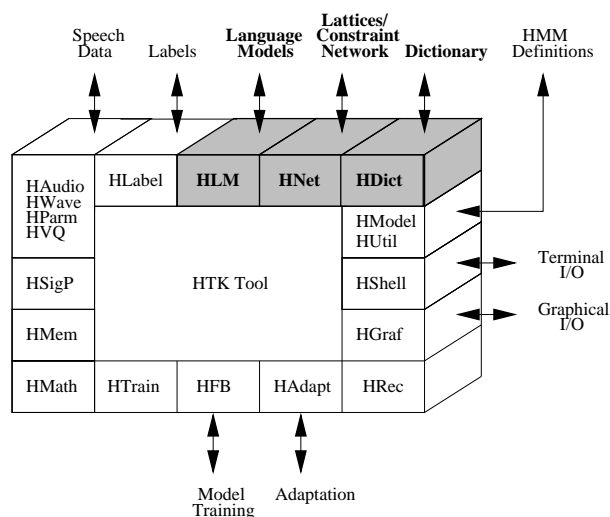 Speech
Data
Labels
Language
Models
Lattices/
Constraint
Network
Dictionary
HMM
Definitions
HAudio
HWave
HParm
HVQ
HLabel
HLM
HNet
HDict
HModel
HUtil
HSigP
HTK Tool
HShell
Terminal
I/O
HMem
HGraf
Graphical
I/O
HMath
HTrain
HFB
HAdapt
HRec
Model
Training
Adaptation